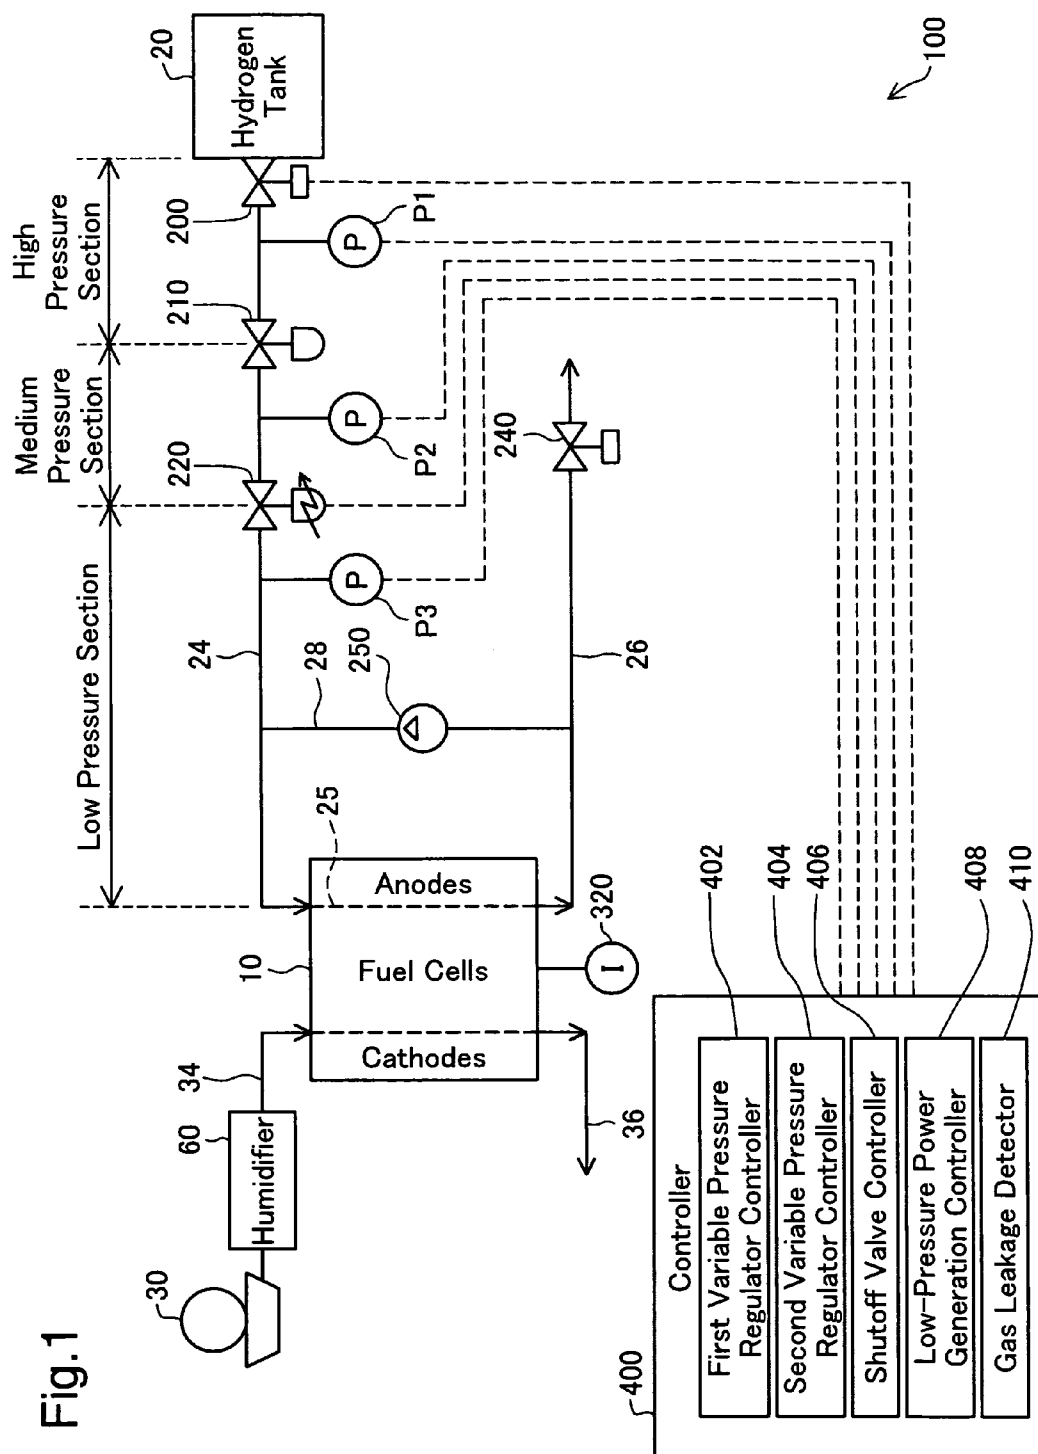 Fig.1
100
High
Pressure
Section
Medium
Pressure
Section
Low Pressure Section
20
Hydrogen
Tank
200
210
220
P
P1
P
P2
P
P3
240
24
28
250
26
25
10
Anodes
Fuel Cells
Cathodes
I
320
30
60
Humidifier
34
36
400
Controller
First Variable Pressure
Regulator Controller
402
Second Variable Pressure
Regulator Controller
404
Shutoff Valve Controller
406
Low-Pressure Power
Generation Controller
408
Gas Leakage Detector
410